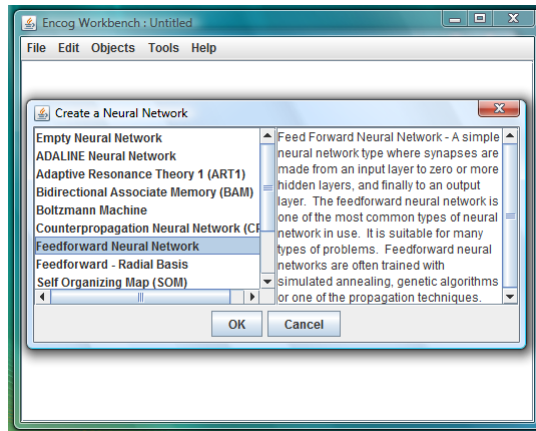 Encog Workbench : Untitled
File Edit Objects Tools Help
Create a Neural Network
Empty Neural Network
ADALINE Neural Network
Adaptive Resonance Theory 1 (ART1)
Bidirectional Associate Memory (BAM)
Boltzmann Machine
Counterpropagation Neural Network (CF
Feedforward Neural Network
Feedforward - Radial Basis
Self Organizing Map (SOM)
Feed Forward Neural Network - A simple
neural network type where synapses are
made from an input layer to zero or more
hidden layers, and finally to an output
layer. The feedforward neural network is
one of the most common types of neural
network in use. It is suitable for many
types of problems. Feedforward neural
networks are often trained with
simulated annealing, genetic algorithms
or one of the propagation techniques.
OK Cancel